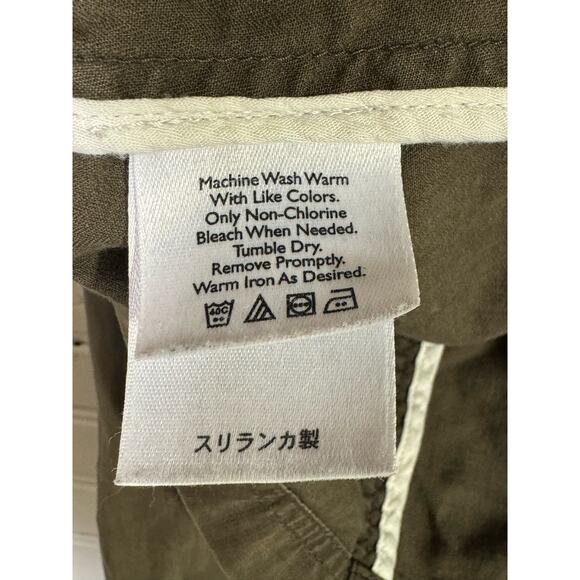 Machine Wash Warm
With Like Colors.
Only Non-Chlorine
Bleach When Needed.
Tumble Dry.
Remove Promptly.
Warm Iron As Desired.
40C
スリランカ製